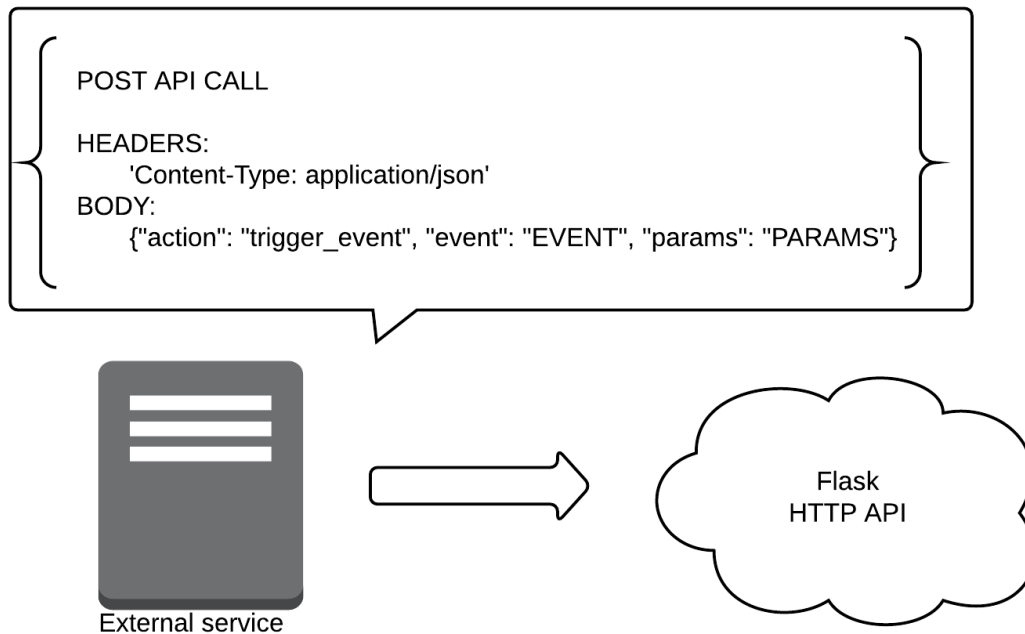 POST API CALL
HEADERS:
'Content-Type: application/json'
BODY:
{"action": "trigger_event", "event": "EVENT", "params": "PARAMS"}
Flask
HTTP API
External service